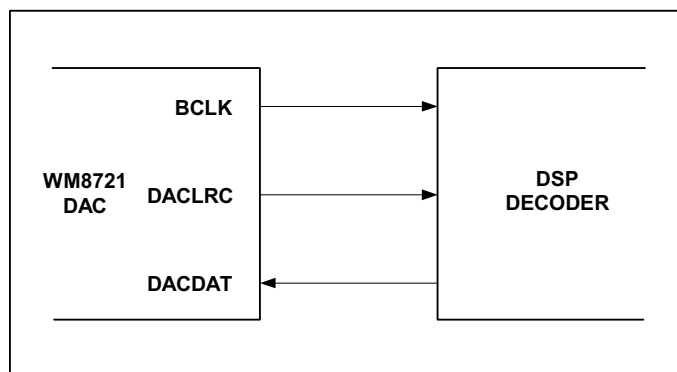 BCLK
WM8721
DAC
DACLRC
DACDAT
DSP
DECODER